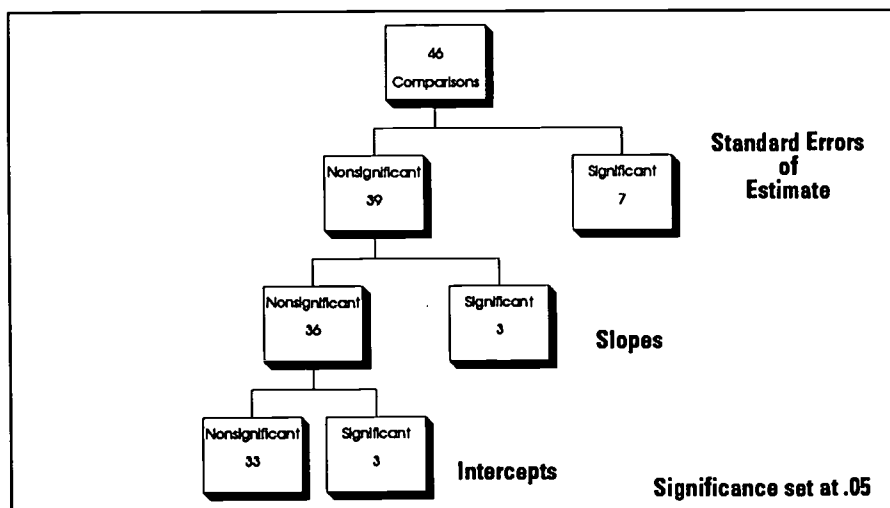 46
Comparisons
Nonsignificant
39
Significant
7
Standard Errors
of
Estimate
Nonsignificant
36
Significant
3
Slopes
Nonsignificant
33
Significant
3
Intercepts
Significance set at .05